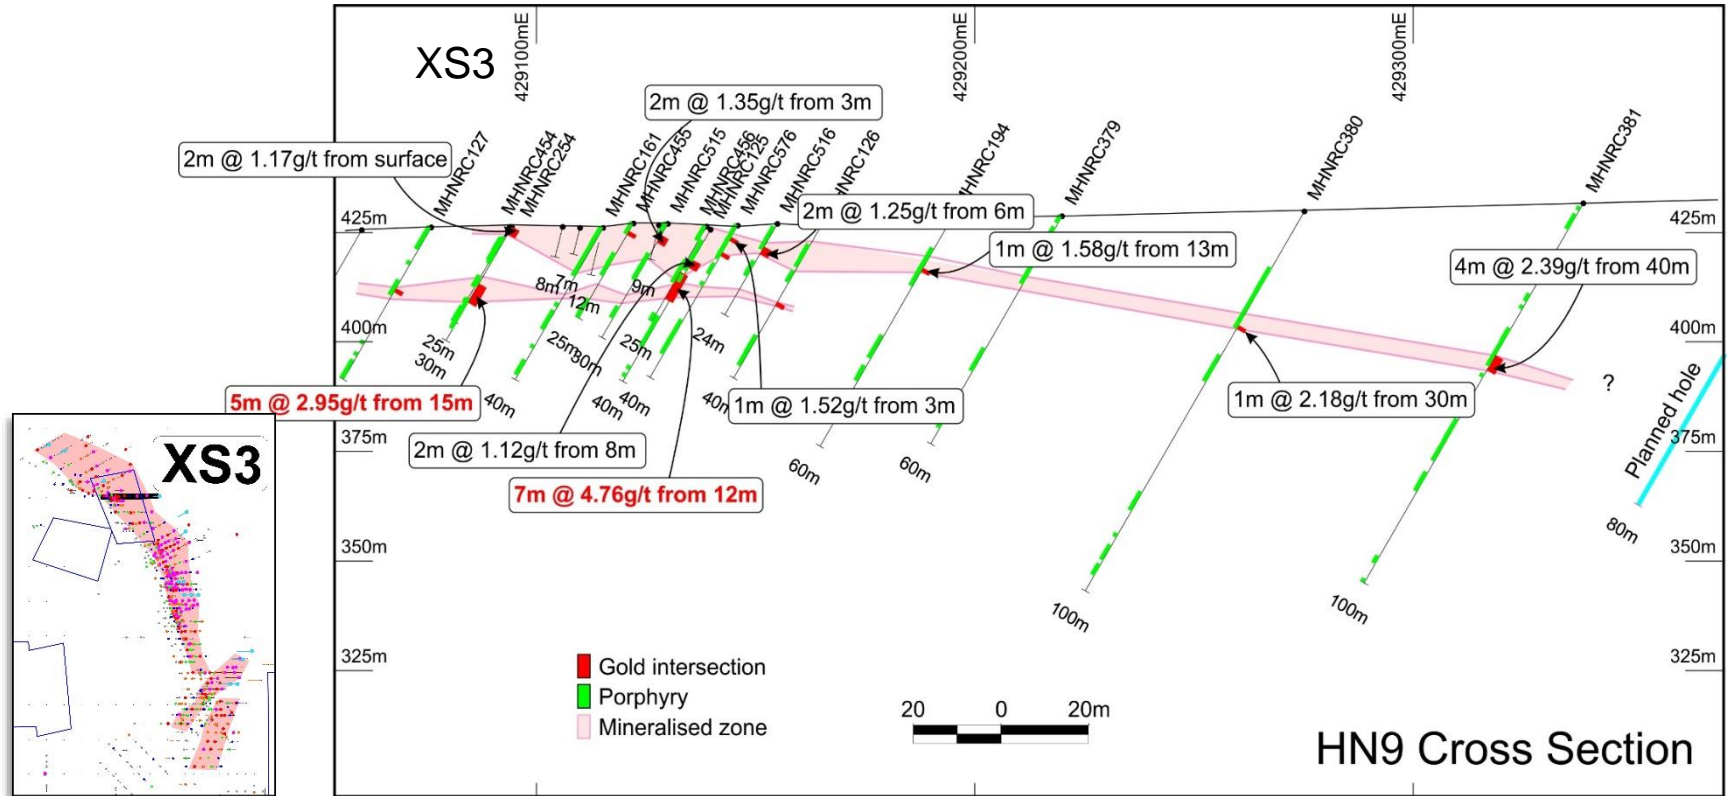 XS3
429100mE
429200mE
429300mE
2m @ 1.35g/t from 3m
2m @ 1.17g/t from surface
MHNRC127
MHNRC454
MHNRC254
MHNRC161
MHNRC455
MHNRC515
MHNRC456
MHNRC125
MHNRC576
MHNRC516
HNRC126
MHNRC194
MHNRC379
MHNRC380
MHNRC381
2m @ 1.25g/t from 6m
1m @ 1.58g/t from 13m
4m @ 2.39g/t from 40m
425m
425m
8m
7m
12m
9m
400m
400m
25m
30m
25m
30m
25m
24m
40m
40m
40m
40m
5m @ 2.95g/t from 15m
1m @ 1.52g/t from 3m
1m @ 2.18g/t from 30m
?
Planned hole
80m
2m @ 1.12g/t from 8m
7m @ 4.76g/t from 12m
375m
375m
60m
60m
350m
350m
100m
100m
325m
325m
XS3
Gold intersection
Porphyry
Mineralised zone
20 0 20m
HN9 Cross Section